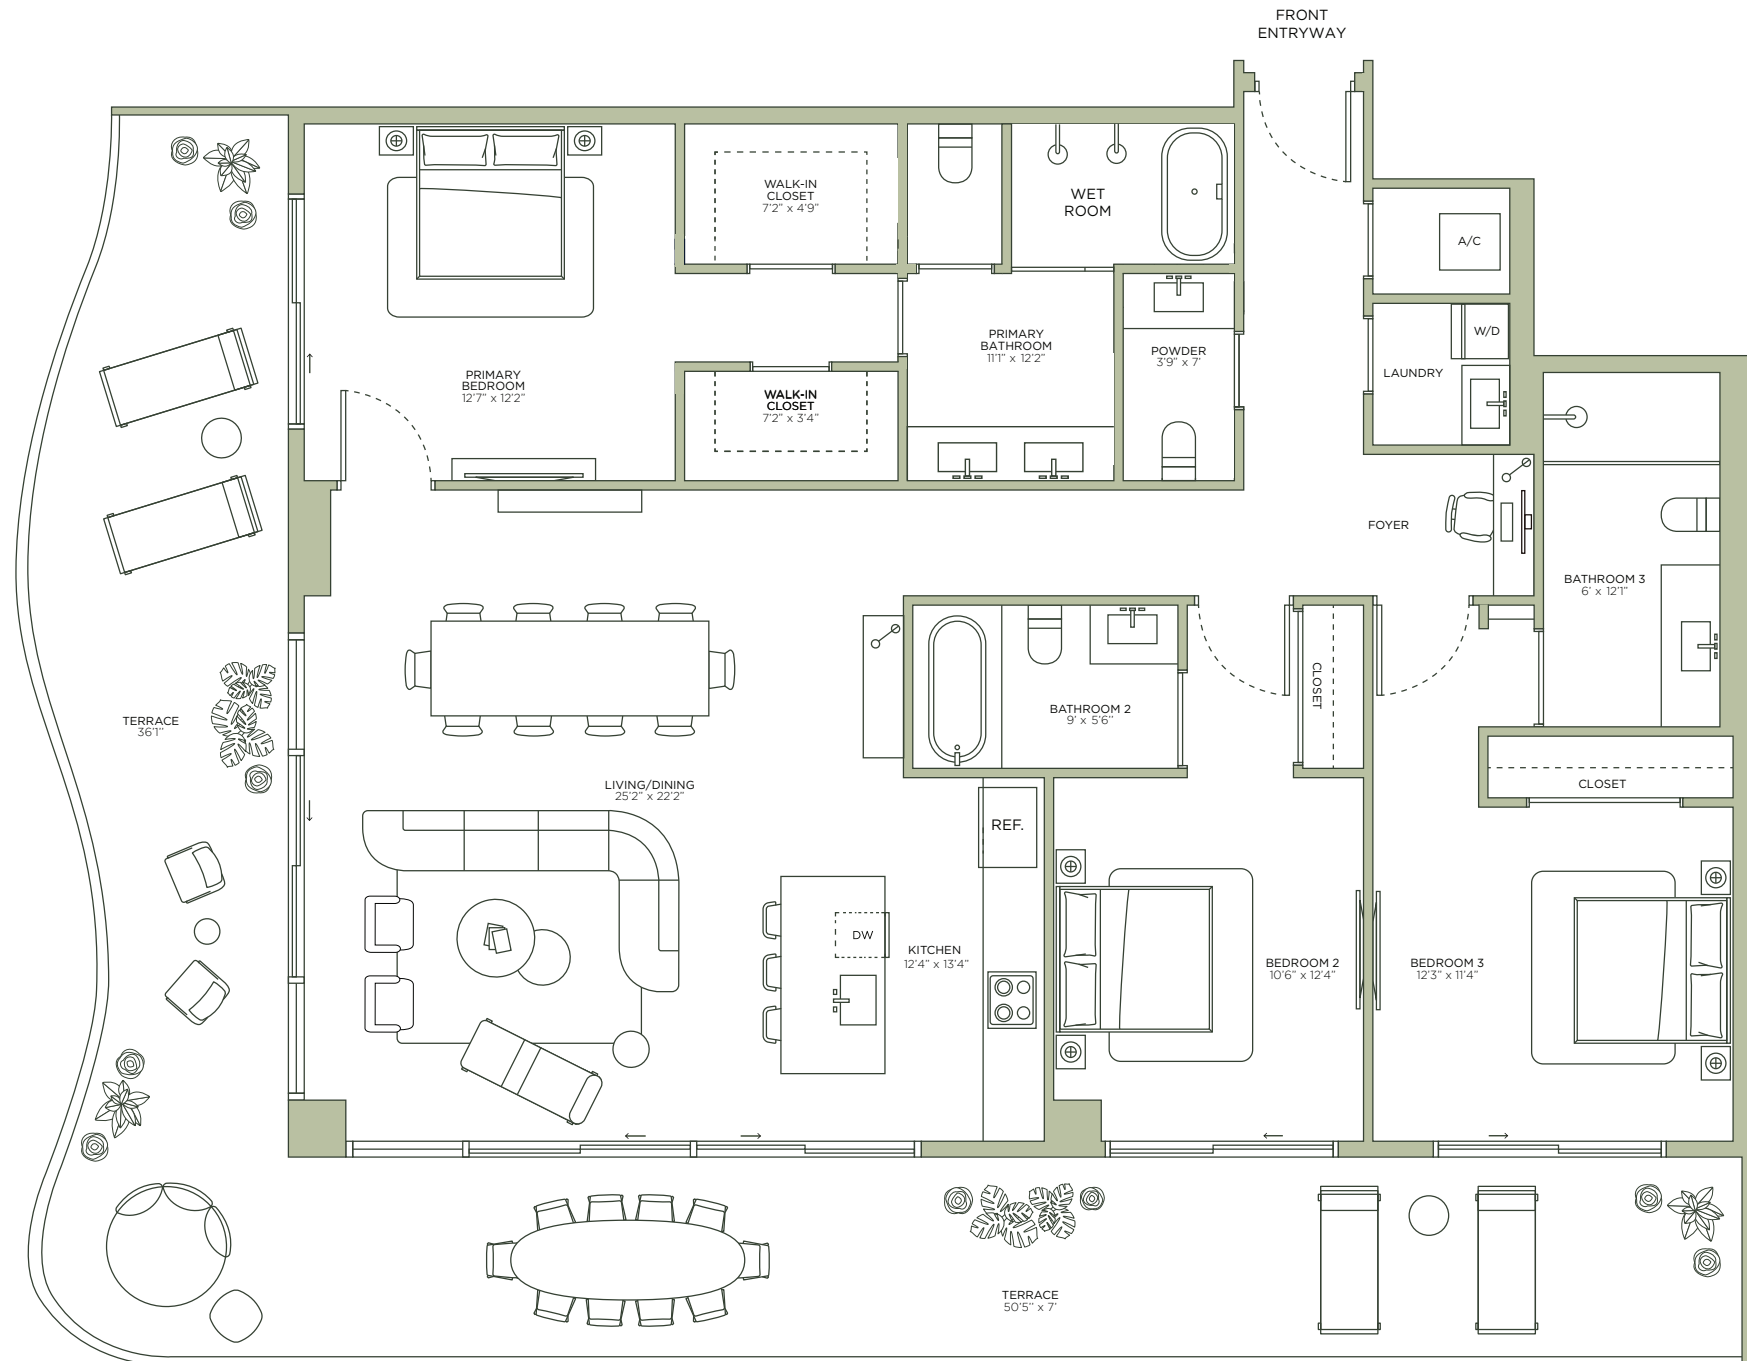 FRONT
ENTRYWAY
WALK-IN
CLOSET
7'2" x 4'9"
WET
ROOM
A/C
PRIMARY
BATHROOM
11'1" x 12'2"
POWDER
3'9" x 7'
W/D
LAUNDRY
PRIMARY
BEDROOM
12'7" x 12'2"
WALK-IN
CLOSET
7'2" x 3'4"
FOYER
BATHROOM 3
6' x 12'1"
CLOSET
BATHROOM 2
9' x 5'6"
TERRACE
36'1"
LIVING/DINING
25'2" x 22'2"
CLOSET
REF.
DW
KITCHEN
12'4" x 13'4"
BEDROOM 2
10'6" x 12'4"
BEDROOM 3
12'3" x 11'4"
TERRACE
50'5" x 7'